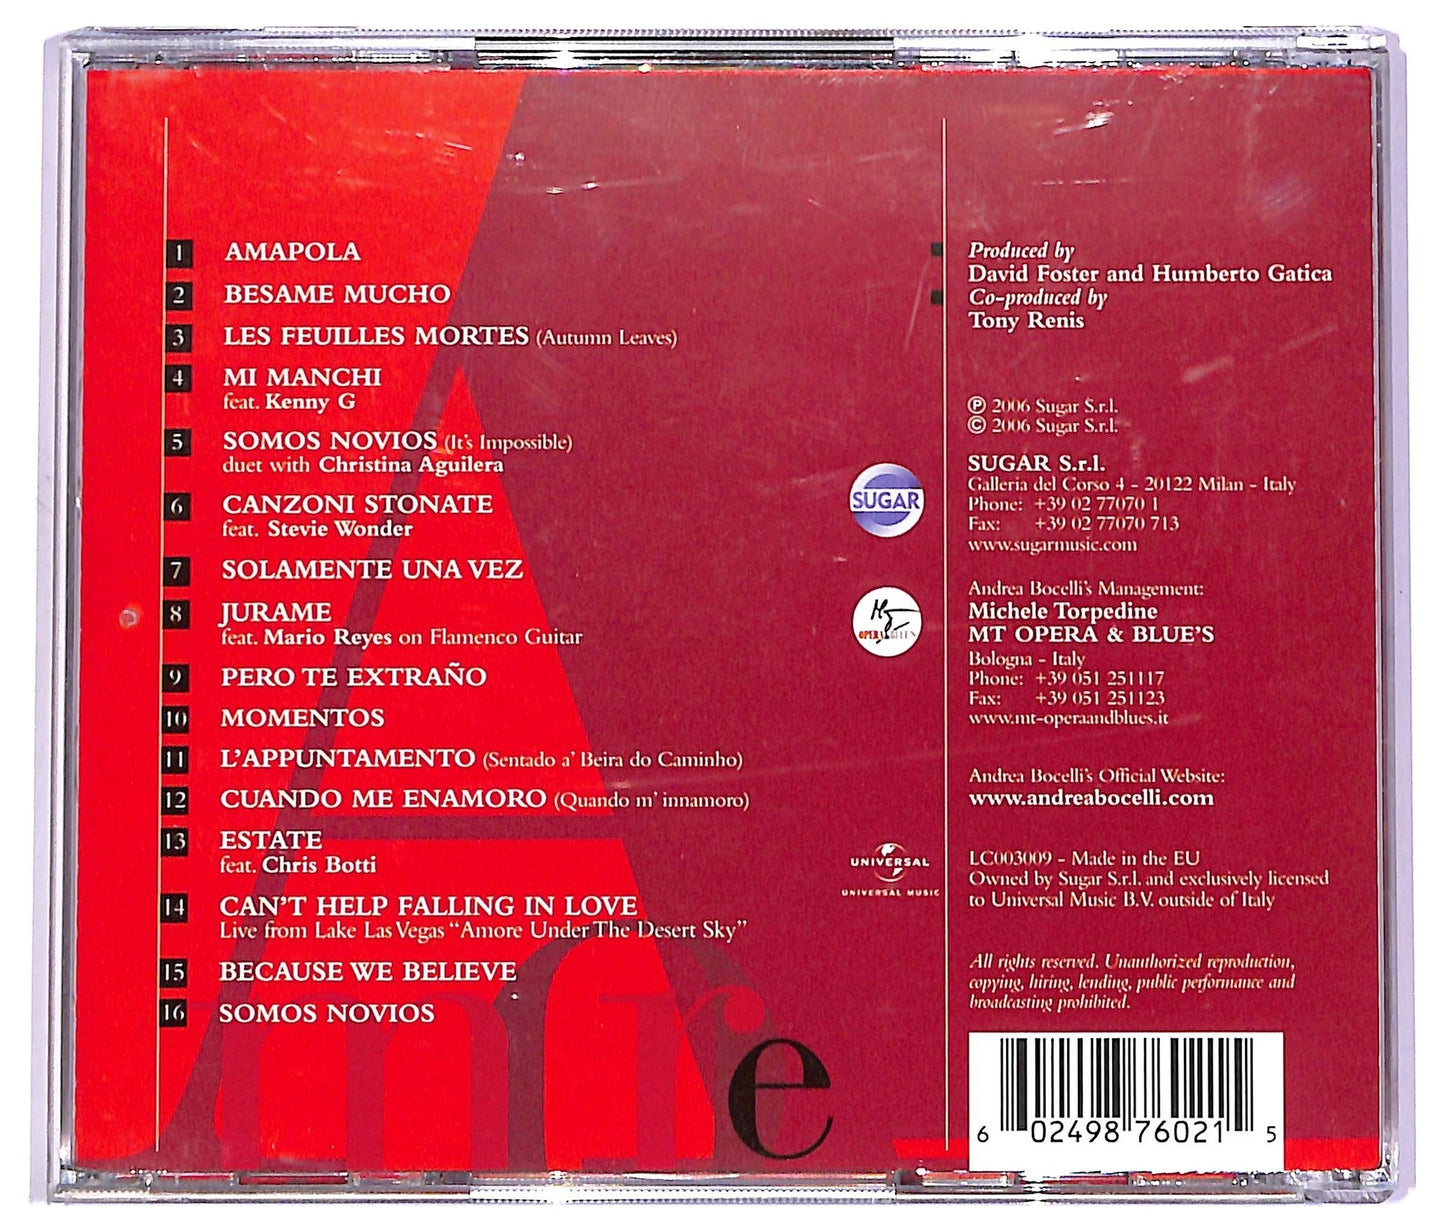 1 AMAPOLA
2 BESAME MUCHO
3 LES FEUILLES MORTES (Autumn Leaves)
4 MI MANCHI
feat. Kenny G
5 SOMOS NOVIOS (It's Impossible)
duet with Christina Aguilera
6 CANZONI STONATE
feat. Stevie Wonder
7 SOLAMENTE UNA VEZ
8 JURAME
feat. Mario Reyes on Flamenco Guitar
9 PERO TE EXTRAÑO
10 MOMENTOS
11 L'APPUNTAMENTO (Sentado a' Beira do Caminho)
12 CUANDO ME ENAMORO (Quando m' innamoro)
13 ESTATE
feat. Chris Botti
14 CAN'T HELP FALLING IN LOVE
Live from Lake Las Vegas "Amore Under The Desert Sky"
15 BECAUSE WE BELIEVE
16 SOMOS NOVIOS
Amore
SUGAR
OPERA BLUES
UNIVERSAL
UNIVERSAL MUSIC
Produced by
David Foster and Humberto Gatica
Co-produced by
Tony Renis
℗ 2006 Sugar S.r.l.
© 2006 Sugar S.r.l.
SUGAR S.r.l.
Galleria del Corso 4 - 20122 Milan - Italy
Phone: +39 02 77070 1
Fax: +39 02 77070 713
www.sugarmusic.com
Andrea Bocelli's Management:
Michele Torpedine
MT OPERA & BLUE'S
Bologna - Italy
Phone: +39 051 251117
Fax: +39 051 251123
www.mt-operaandblues.it
Andrea Bocelli's Official Website:
www.andreabocelli.com
LC003009 - Made in the EU
Owned by Sugar S.r.l. and exclusively licensed
to Universal Music B.V. outside of Italy
All rights reserved. Unauthorized reproduction,
copying, hiring, lending, public performance and
broadcasting prohibited.
6 02498 76021 5